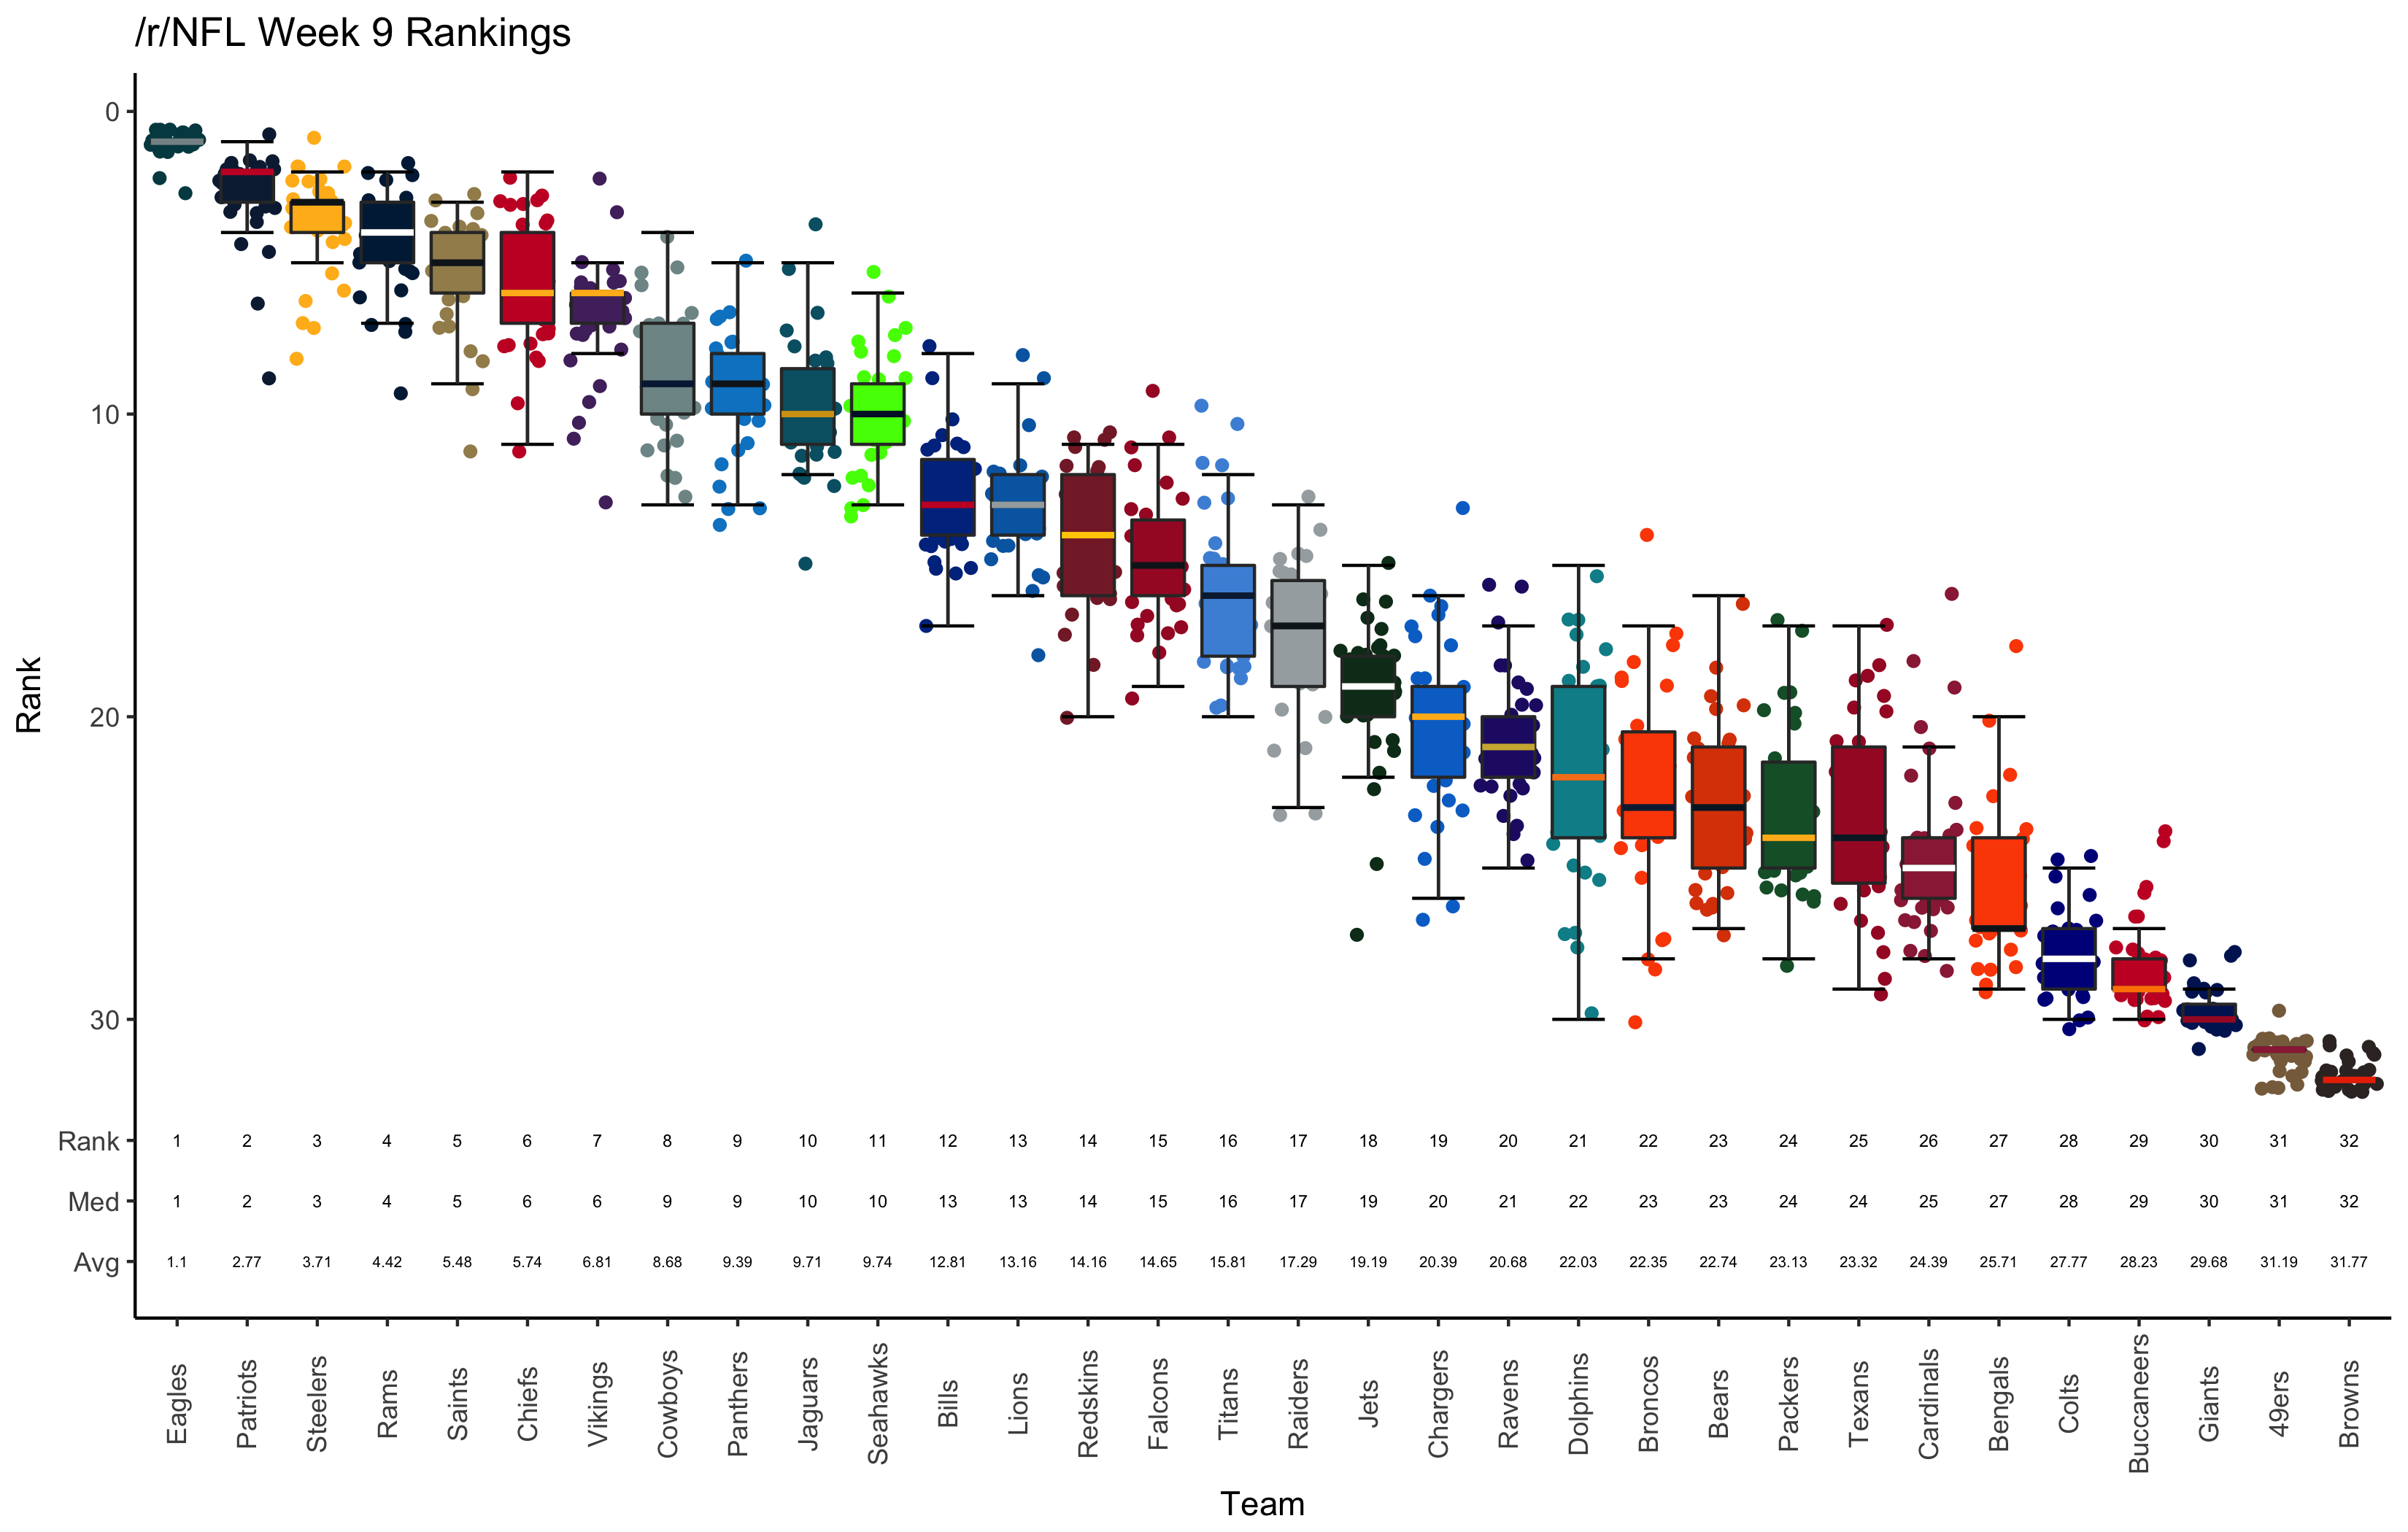 /r/NFL Week 9 Rankings
0
10
20
30
Rank
Rank 1 2 3 4 5 6 7 8 9 10 11 12 13 14 15 16 17 18 19 20 21 22 23 24 25 26 27 28 29 30 31 32
Med 1 2 3 4 5 6 6 9 9 10 10 13 13 14 15 16 17 19 20 21 22 23 23 24 24 25 27 28 29 30 31 32
Avg 1.1 2.77 3.71 4.42 5.48 5.74 6.81 8.68 9.39 9.71 9.74 12.81 13.16 14.16 14.65 15.81 17.29 19.19 20.39 20.68 22.03 22.35 22.74 23.13 23.32 24.39 25.71 27.77 28.23 29.68 31.19 31.77
Eagles Patriots Steelers Rams Saints Chiefs Vikings Cowboys Panthers Jaguars Seahawks Bills Lions Redskins Falcons Titans Raiders Jets Chargers Ravens Dolphins Broncos Bears Packers Texans Cardinals Bengals Colts Buccaneers Giants 49ers Browns
Team